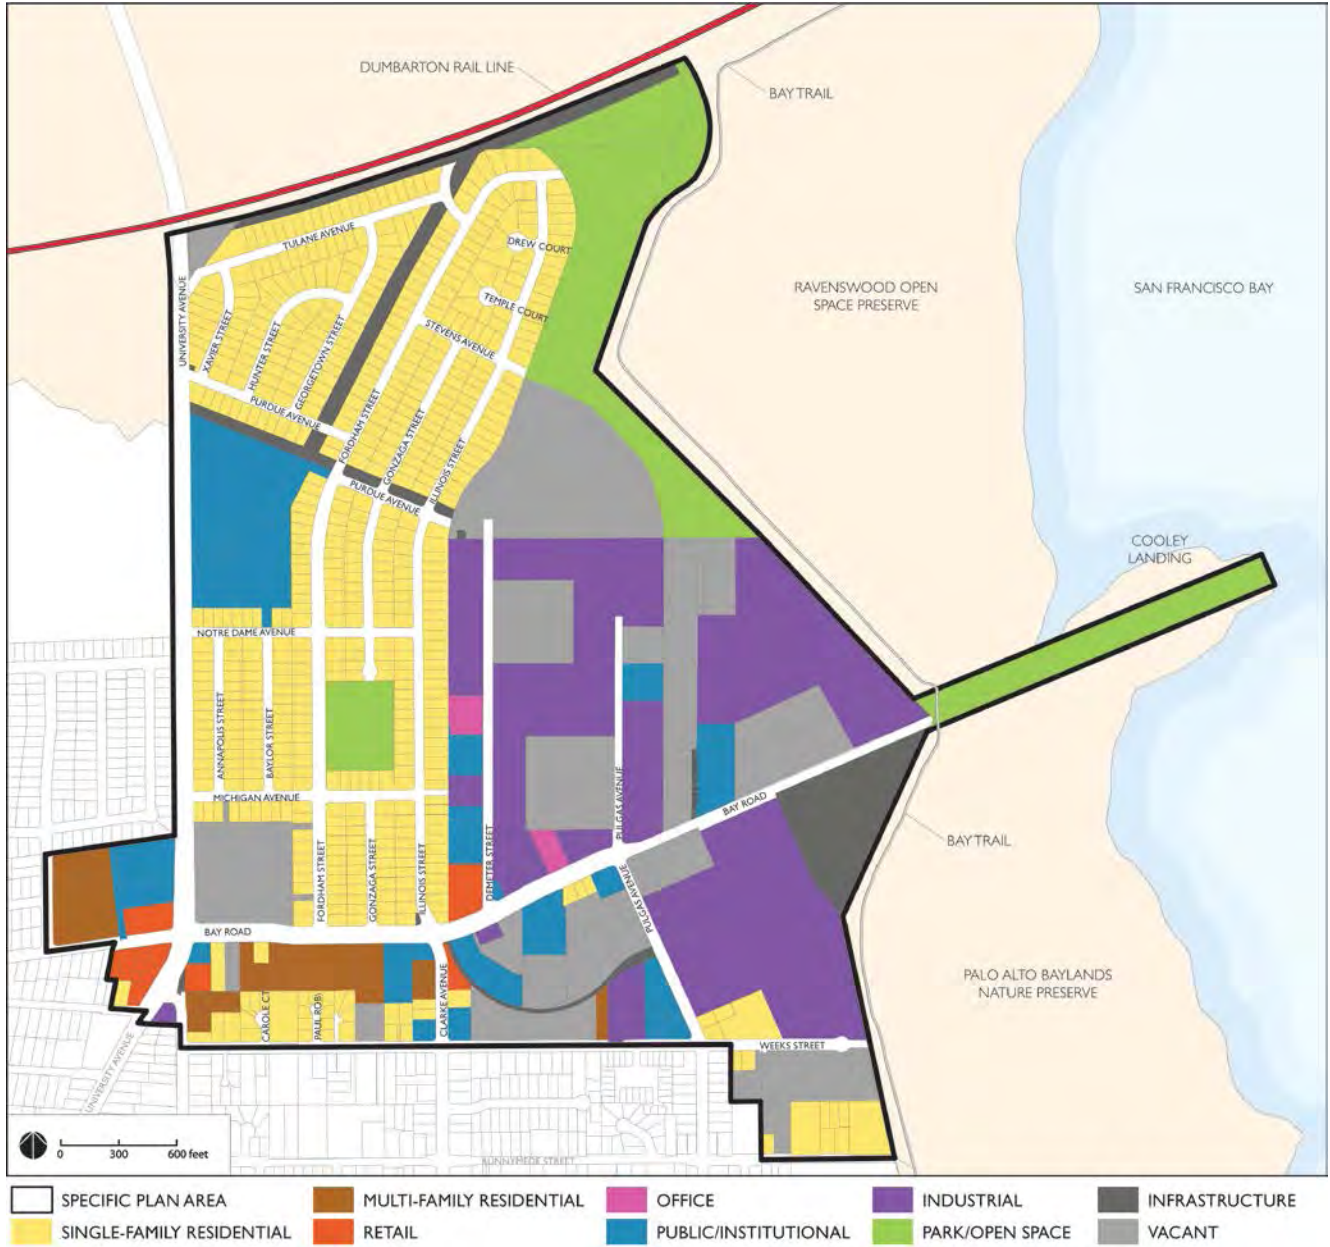 DUMBARTON RAIL LINE
BAY TRAIL
TULANE AVENUE
DREW COURT
UNIVERSITY AVENUE
RAVENSWOOD OPEN
SPACE PRESERVE
SAN FRANCISCO BAY
TEMPLE COURT
XAVIER STREET
HUNTER STREET
GEORGETOWN STREET
STEVENS AVENUE
PURDUE AVENUE
FORDHAM STREET
GONZAGA STREET
ILLINOIS STREET
PURDUE AVENUE
COOLEY
LANDING
NOTRE DAME AVENUE
ANNAPOLIS STREET
BAYLOR STREET
MICHIGAN AVENUE
PULGAS AVENUE
BAY ROAD
BAY TRAIL
FORDHAM STREET
GONZAGA STREET
ILLINOIS STREET
DEMETER STREET
BAY ROAD
PULGAS AVENUE
PALO ALTO BAYLANDS
NATURE PRESERVE
CAROLE CT
PAUL ROBI
CLARKE AVENUE
WEEKS STREET
UNIVERSITY AVENUE
RUNNYMEDE STREET
0 300 600 feet
SPECIFIC PLAN AREA
MULTI-FAMILY RESIDENTIAL
OFFICE
INDUSTRIAL
INFRASTRUCTURE
SINGLE-FAMILY RESIDENTIAL
RETAIL
PUBLIC/INSTITUTIONAL
PARK/OPEN SPACE
VACANT